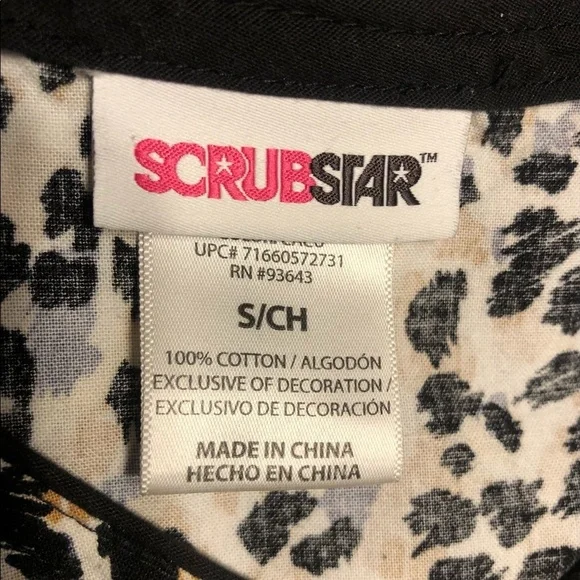 SCRUBSTAR™
UPC# 71660572731
RN #93643
S/CH
100% COTTON / ALGODÓN
EXCLUSIVE OF DECORATION /
EXCLUSIVO DE DECORACIÓN
MADE IN CHINA
HECHO EN CHINA